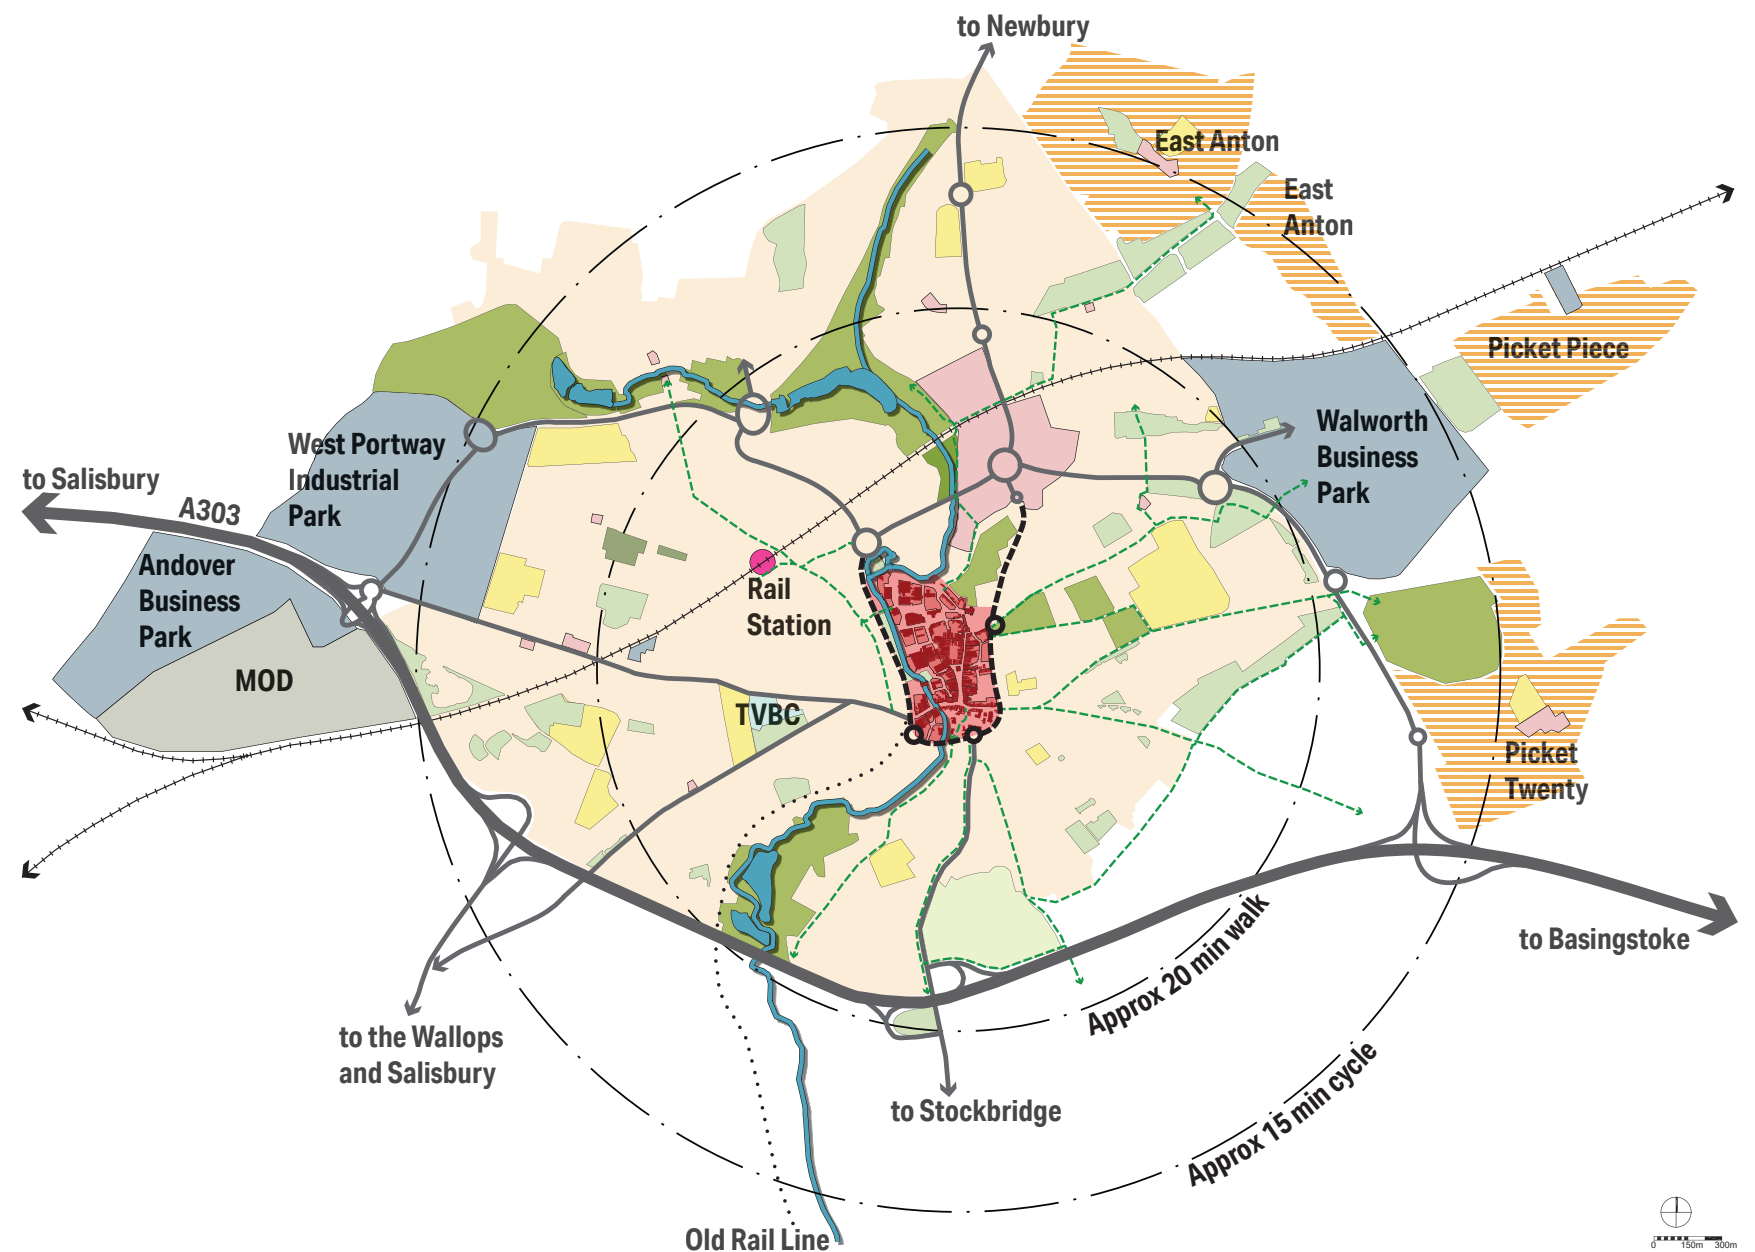 to Newbury
East Anton
East
Anton
Picket Piece
West Portway
Industrial
Park
Walworth
Business
Park
to Salisbury
A303
Andover
Business
Park
MOD
Rail
Station
TVBC
Picket
Twenty
to Basingstoke
Approx 20 min walk
Approx 15 min cycle
to the Wallops
and Salisbury
to Stockbridge
Old Rail Line
0 150m 300m